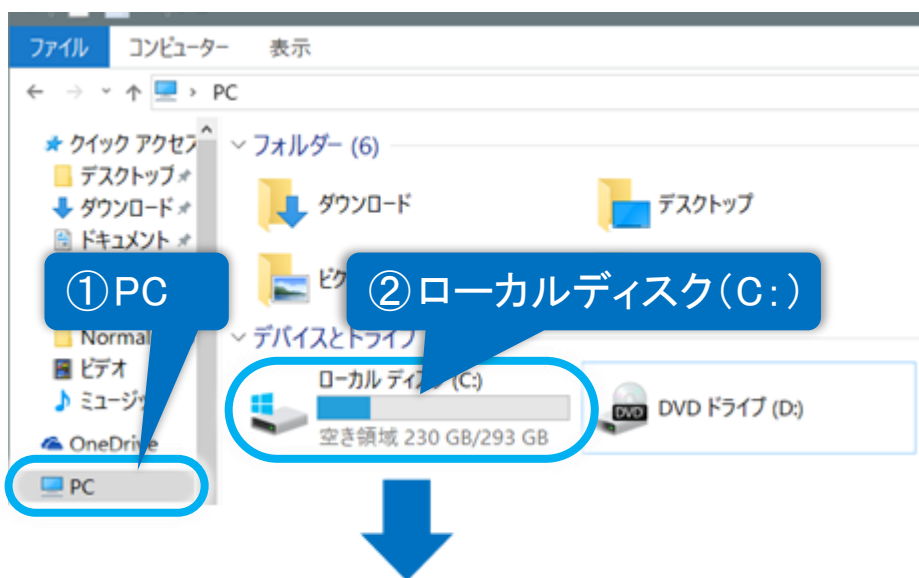 ファイル コンピューター 表示
PC
クイック アクセス
フォルダー (6)
デスクトップ
ダウンロード
デスクトップ
ダウンロード
ドキュメント
①PC
②ローカルディスク(C:)
Normal
デバイスとドライブ
ビデオ
ローカル ディスク (C:)
DVD
DVD ドライブ (D:)
空き領域 230 GB/293 GB
OneDrive
PC